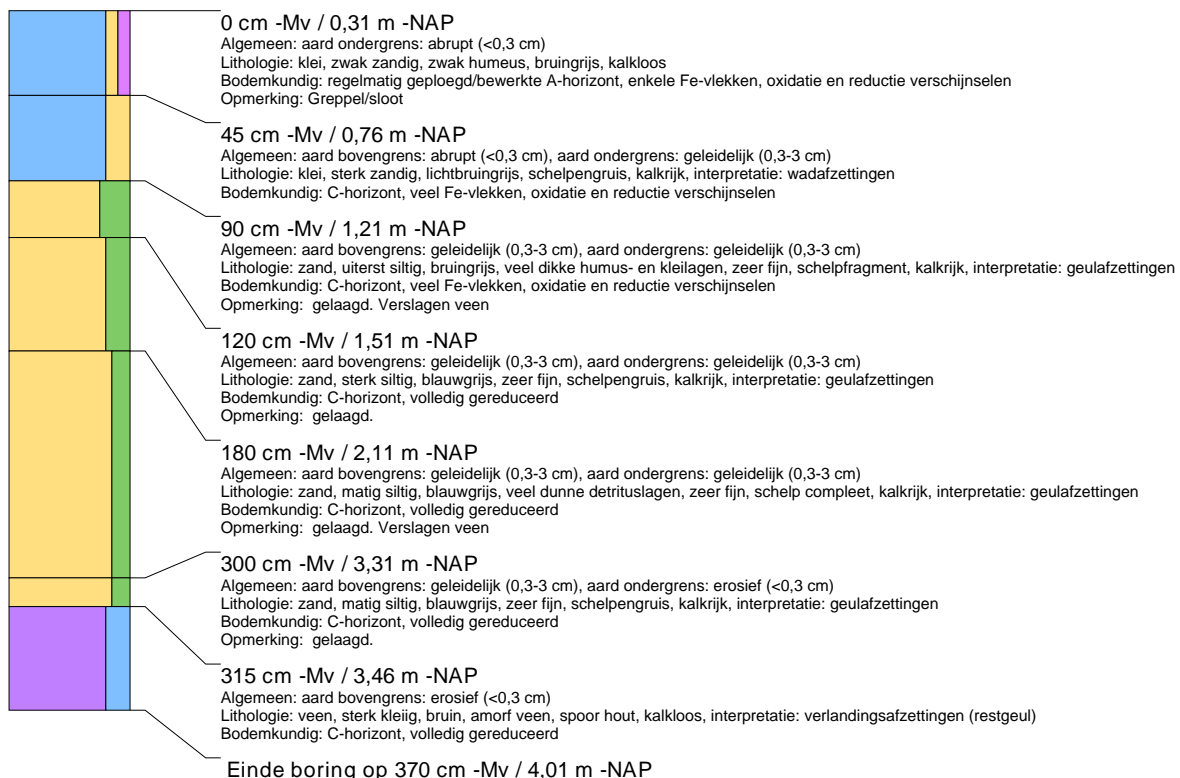 0 cm -Mv / 0,31 m -NAP
Algemeen: aard ondergrens: abrupt (<0,3 cm)
Lithologie: klei, zwak zandig, zwak humeus, bruingrijs, kalkloos
Bodemkundig: regelmatig geploegd/bewerkte A-horizont, enkele Fe-vlekken, oxidatie en reductie verschijnselen
Opmerking: Greppel/sloot
45 cm -Mv / 0,76 m -NAP
Algemeen: aard bovengrens: abrupt (<0,3 cm), aard ondergrens: geleidelijk (0,3-3 cm)
Lithologie: klei, sterk zandig, lichtbruingrijs, schelpengruis, kalkrijk, interpretatie: wadafzettingen
Bodemkundig: C-horizont, veel Fe-vlekken, oxidatie en reductie verschijnselen
90 cm -Mv / 1,21 m -NAP
Algemeen: aard bovengrens: geleidelijk (0,3-3 cm), aard ondergrens: geleidelijk (0,3-3 cm)
Lithologie: zand, uiterst siltig, bruingrijs, veel dikke humus- en kleilagen, zeer fijn, schelpfragment, kalkrijk, interpretatie: geulafzettingen
Bodemkundig: C-horizont, veel Fe-vlekken, oxidatie en reductie verschijnselen
Opmerking: gelaagd. Verslagen veen
120 cm -Mv / 1,51 m -NAP
Algemeen: aard bovengrens: geleidelijk (0,3-3 cm), aard ondergrens: geleidelijk (0,3-3 cm)
Lithologie: zand, sterk siltig, blauwgrijs, zeer fijn, schelpengruis, kalkrijk, interpretatie: geulafzettingen
Bodemkundig: C-horizont, volledig gereduceerd
Opmerking: gelaagd.
180 cm -Mv / 2,11 m -NAP
Algemeen: aard bovengrens: geleidelijk (0,3-3 cm), aard ondergrens: geleidelijk (0,3-3 cm)
Lithologie: zand, matig siltig, blauwgrijs, veel dunne detrituslagen, zeer fijn, schelp compleet, kalkrijk, interpretatie: geulafzettingen
Bodemkundig: C-horizont, volledig gereduceerd
Opmerking: gelaagd. Verslagen veen
300 cm -Mv / 3,31 m -NAP
Algemeen: aard bovengrens: geleidelijk (0,3-3 cm), aard ondergrens: erosief (<0,3 cm)
Lithologie: zand, matig siltig, blauwgrijs, zeer fijn, schelpengruis, kalkrijk, interpretatie: geulafzettingen
Bodemkundig: C-horizont, volledig gereduceerd
Opmerking: gelaagd.
315 cm -Mv / 3,46 m -NAP
Algemeen: aard bovengrens: erosief (<0,3 cm)
Lithologie: veen, sterk kleiig, bruin, amorf veen, spoor hout, kalkloos, interpretatie: verlandingsafzettingen (restgeul)
Bodemkundig: C-horizont, volledig gereduceerd
Einde boring op 370 cm -Mv / 4,01 m -NAP